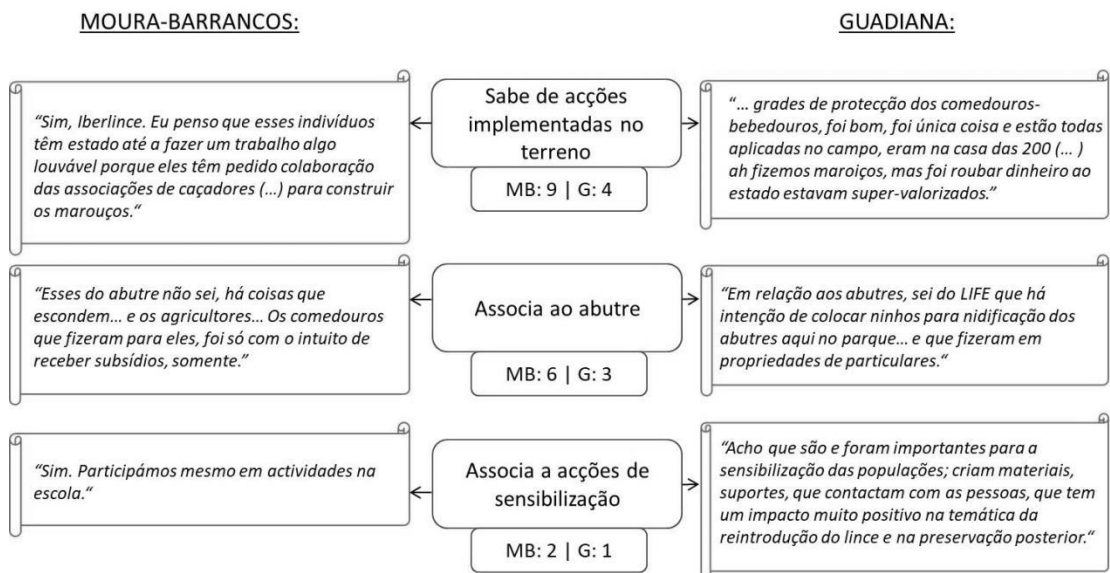 MOURA-BARRANCOS:
GUADIANA:
“Sim, Iberlince. Eu penso que esses indivíduos
têm estado até a fazer um trabalho algo
louvável porque eles têm pedido colaboração
das associações de caçadores (...) para construir
os marouços.“
Sabe de acções
implementadas no
terreno
MB: 9 | G: 4
“... grades de protecção dos comedouros-
bebedouros, foi bom, foi única coisa e estão todas
aplicadas no campo, eram na casa das 200 (... )
ah fizemos maroiços, mas foi roubar dinheiro ao
estado estavam super-valorizados.”
“Esses do abutre não sei, há coisas que
escondem... e os agricultores... Os comedouros
que fizeram para eles, foi só com o intuito de
receber subsídios, somente.”
Associa ao abutre
MB: 6 | G: 3
“Em relação aos abutres, sei do LIFE que há
intenção de colocar ninhos para nidificação dos
abutres aqui no parque... e que fizeram em
propriedades de particulares.“
“Sim. Participámos mesmo em actividades na
escola.“
Associa a acções de
sensibilização
MB: 2 | G: 1
“Acho que são e foram importantes para a
sensibilização das populações; criam materiais,
suportes, que contactam com as pessoas, que tem
um impacto muito positivo na temática da
reintrodução do lince e na preservação posterior.“